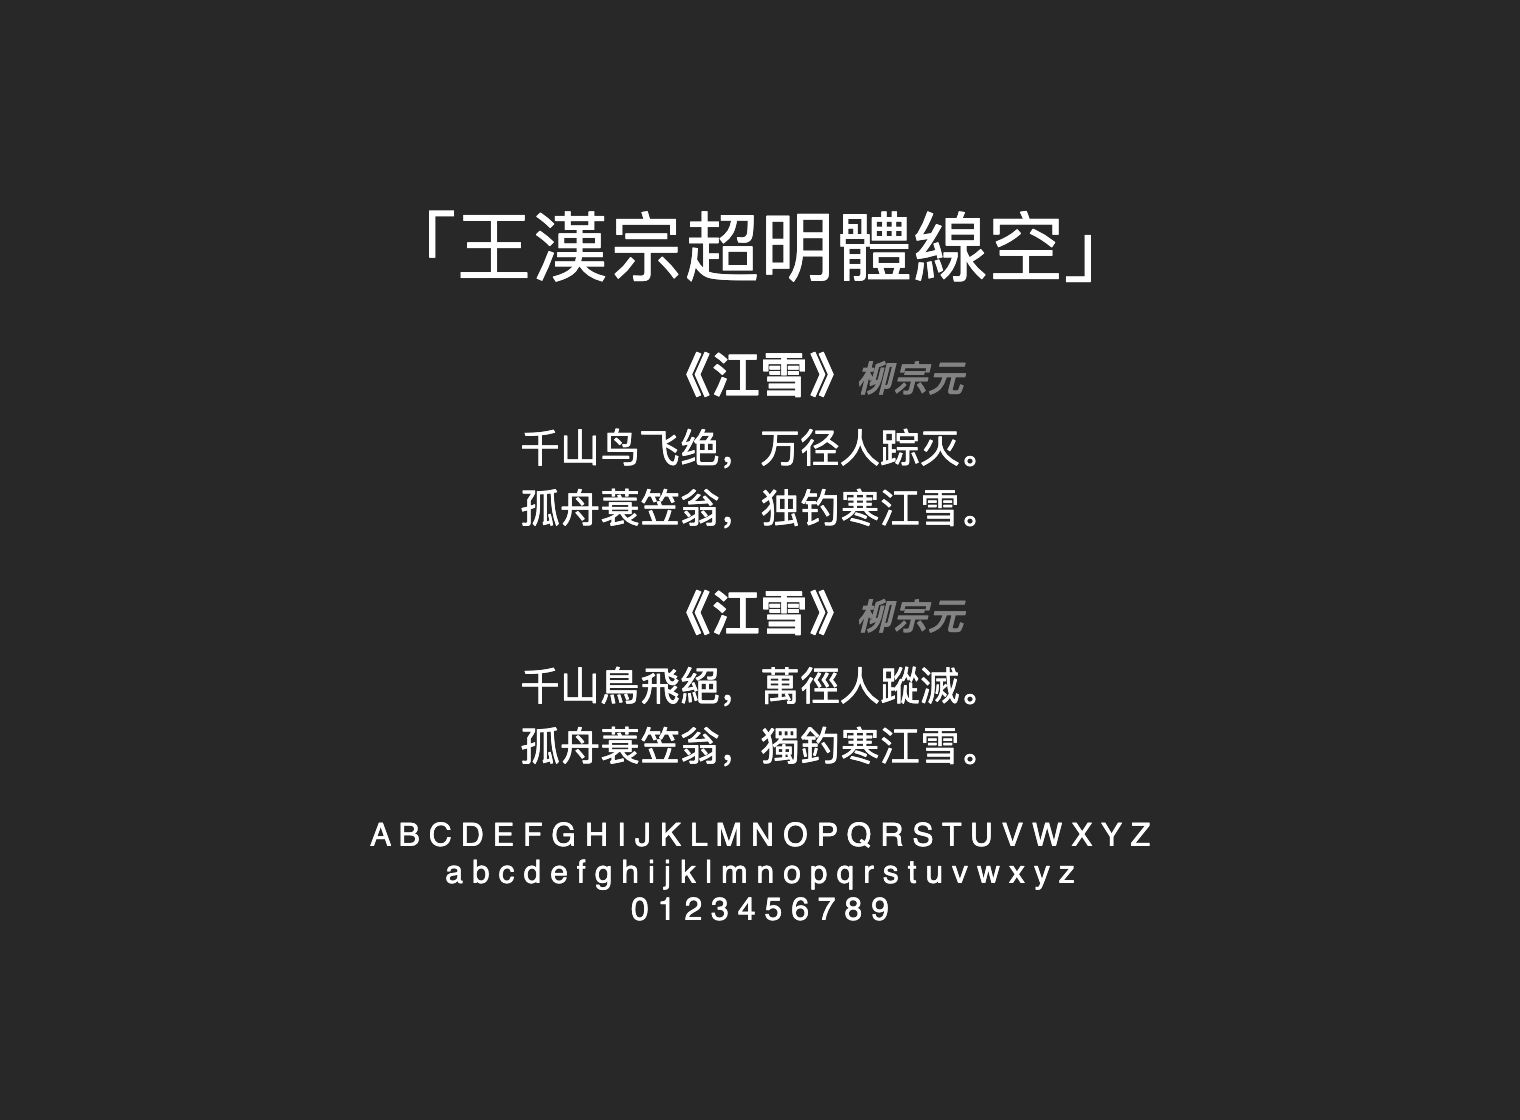 「王漢宗超明體線空」
《江雪》 柳宗元
千山鸟飞绝，万径人踪灭。
孤舟蓑笠翁，独钓寒江雪。
《江雪》 柳宗元
千山鳥飛絕，萬徑人蹤滅。
孤舟蓑笠翁，獨釣寒江雪。
A B C D E F G H I J K L M N O P Q R S T U V W X Y Z
a b c d e f g h i j k l m n o p q r s t u v w x y z
0 1 2 3 4 5 6 7 8 9